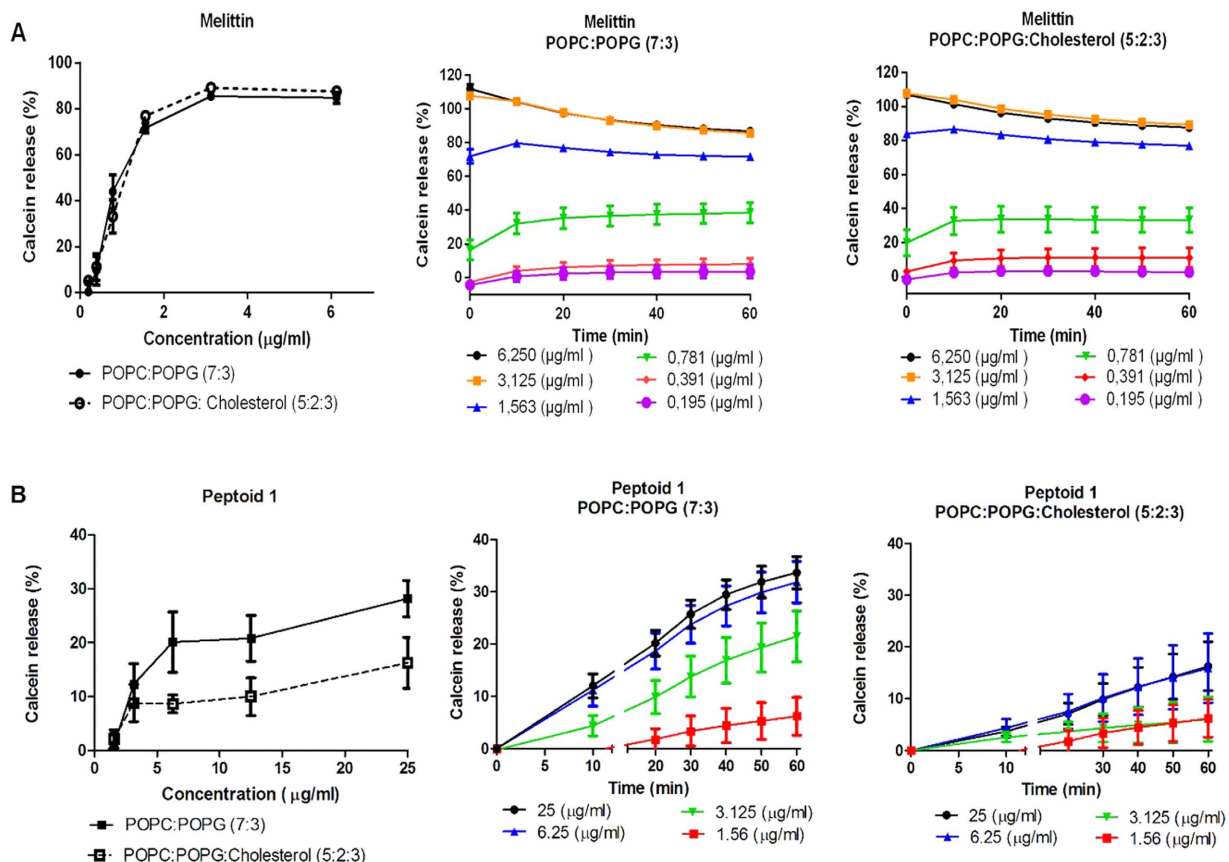 A
Melittin
Calcein release (%)
100
80
60
40
20
0
0 2 4 6
Concentration (µg/ml)
POPC:POPG (7:3)
POPC:POPG: Cholesterol (5:2:3)
Melittin
POPC:POPG (7:3)
Calcein release (%)
120
100
80
60
40
20
0
0 20 40 60
Time (min)
6,250 (µg/ml )
3,125 (µg/ml )
1,563 (µg/ml )
0,781 (µg/ml )
0,391 (µg/ml )
0,195 (µg/ml )
Melittin
POPC:POPG:Cholesterol (5:2:3)
Calcein release (%)
120
100
80
60
40
20
0
0 20 40 60
Time (min)
6,250 (µg/ml )
3,125 (µg/ml )
1,563 (µg/ml )
0,781 (µg/ml )
0,391 (µg/ml )
0,195 (µg/ml )
B
Peptoid 1
Calcein release (%)
40
30
20
10
0
0 5 10 15 20 25
Concentration ( µg/ml)
POPC:POPG (7:3)
POPC:POPG:Cholesterol (5:2:3)
Peptoid 1
POPC:POPG (7:3)
Calcein release (%)
40
30
20
10
0
0 5 10 20 30 40 50 60
Time (min)
25 (µg/ml)
6.25 (µg/ml)
3.125 (µg/ml)
1.56 (µg/ml)
Peptoid 1
POPC:POPG:Cholesterol (5:2:3)
Calcein release (%)
40
30
20
10
0
0 5 10 30 40 50 60
Time (min)
25 (µg/ml)
6.25 (µg/ml)
3.125 (µg/ml)
1.56 (µg/ml)